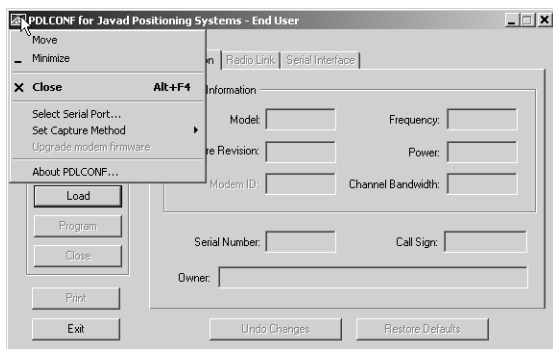 PDLCONF for Javad Positioning Systems - End User
Move
Minimize
Close Alt+F4
Select Serial Port...
Set Capture Method
Upgrade modem firmware
About PDLCONF...
Load
Program
Close
Print
Exit
Radio Link
Serial Interface
Information
Model:
Frequency:
re Revision:
Power:
Modem ID:
Channel Bandwidth:
Serial Number:
Call Sign:
Owner:
Undo Changes
Restore Defaults